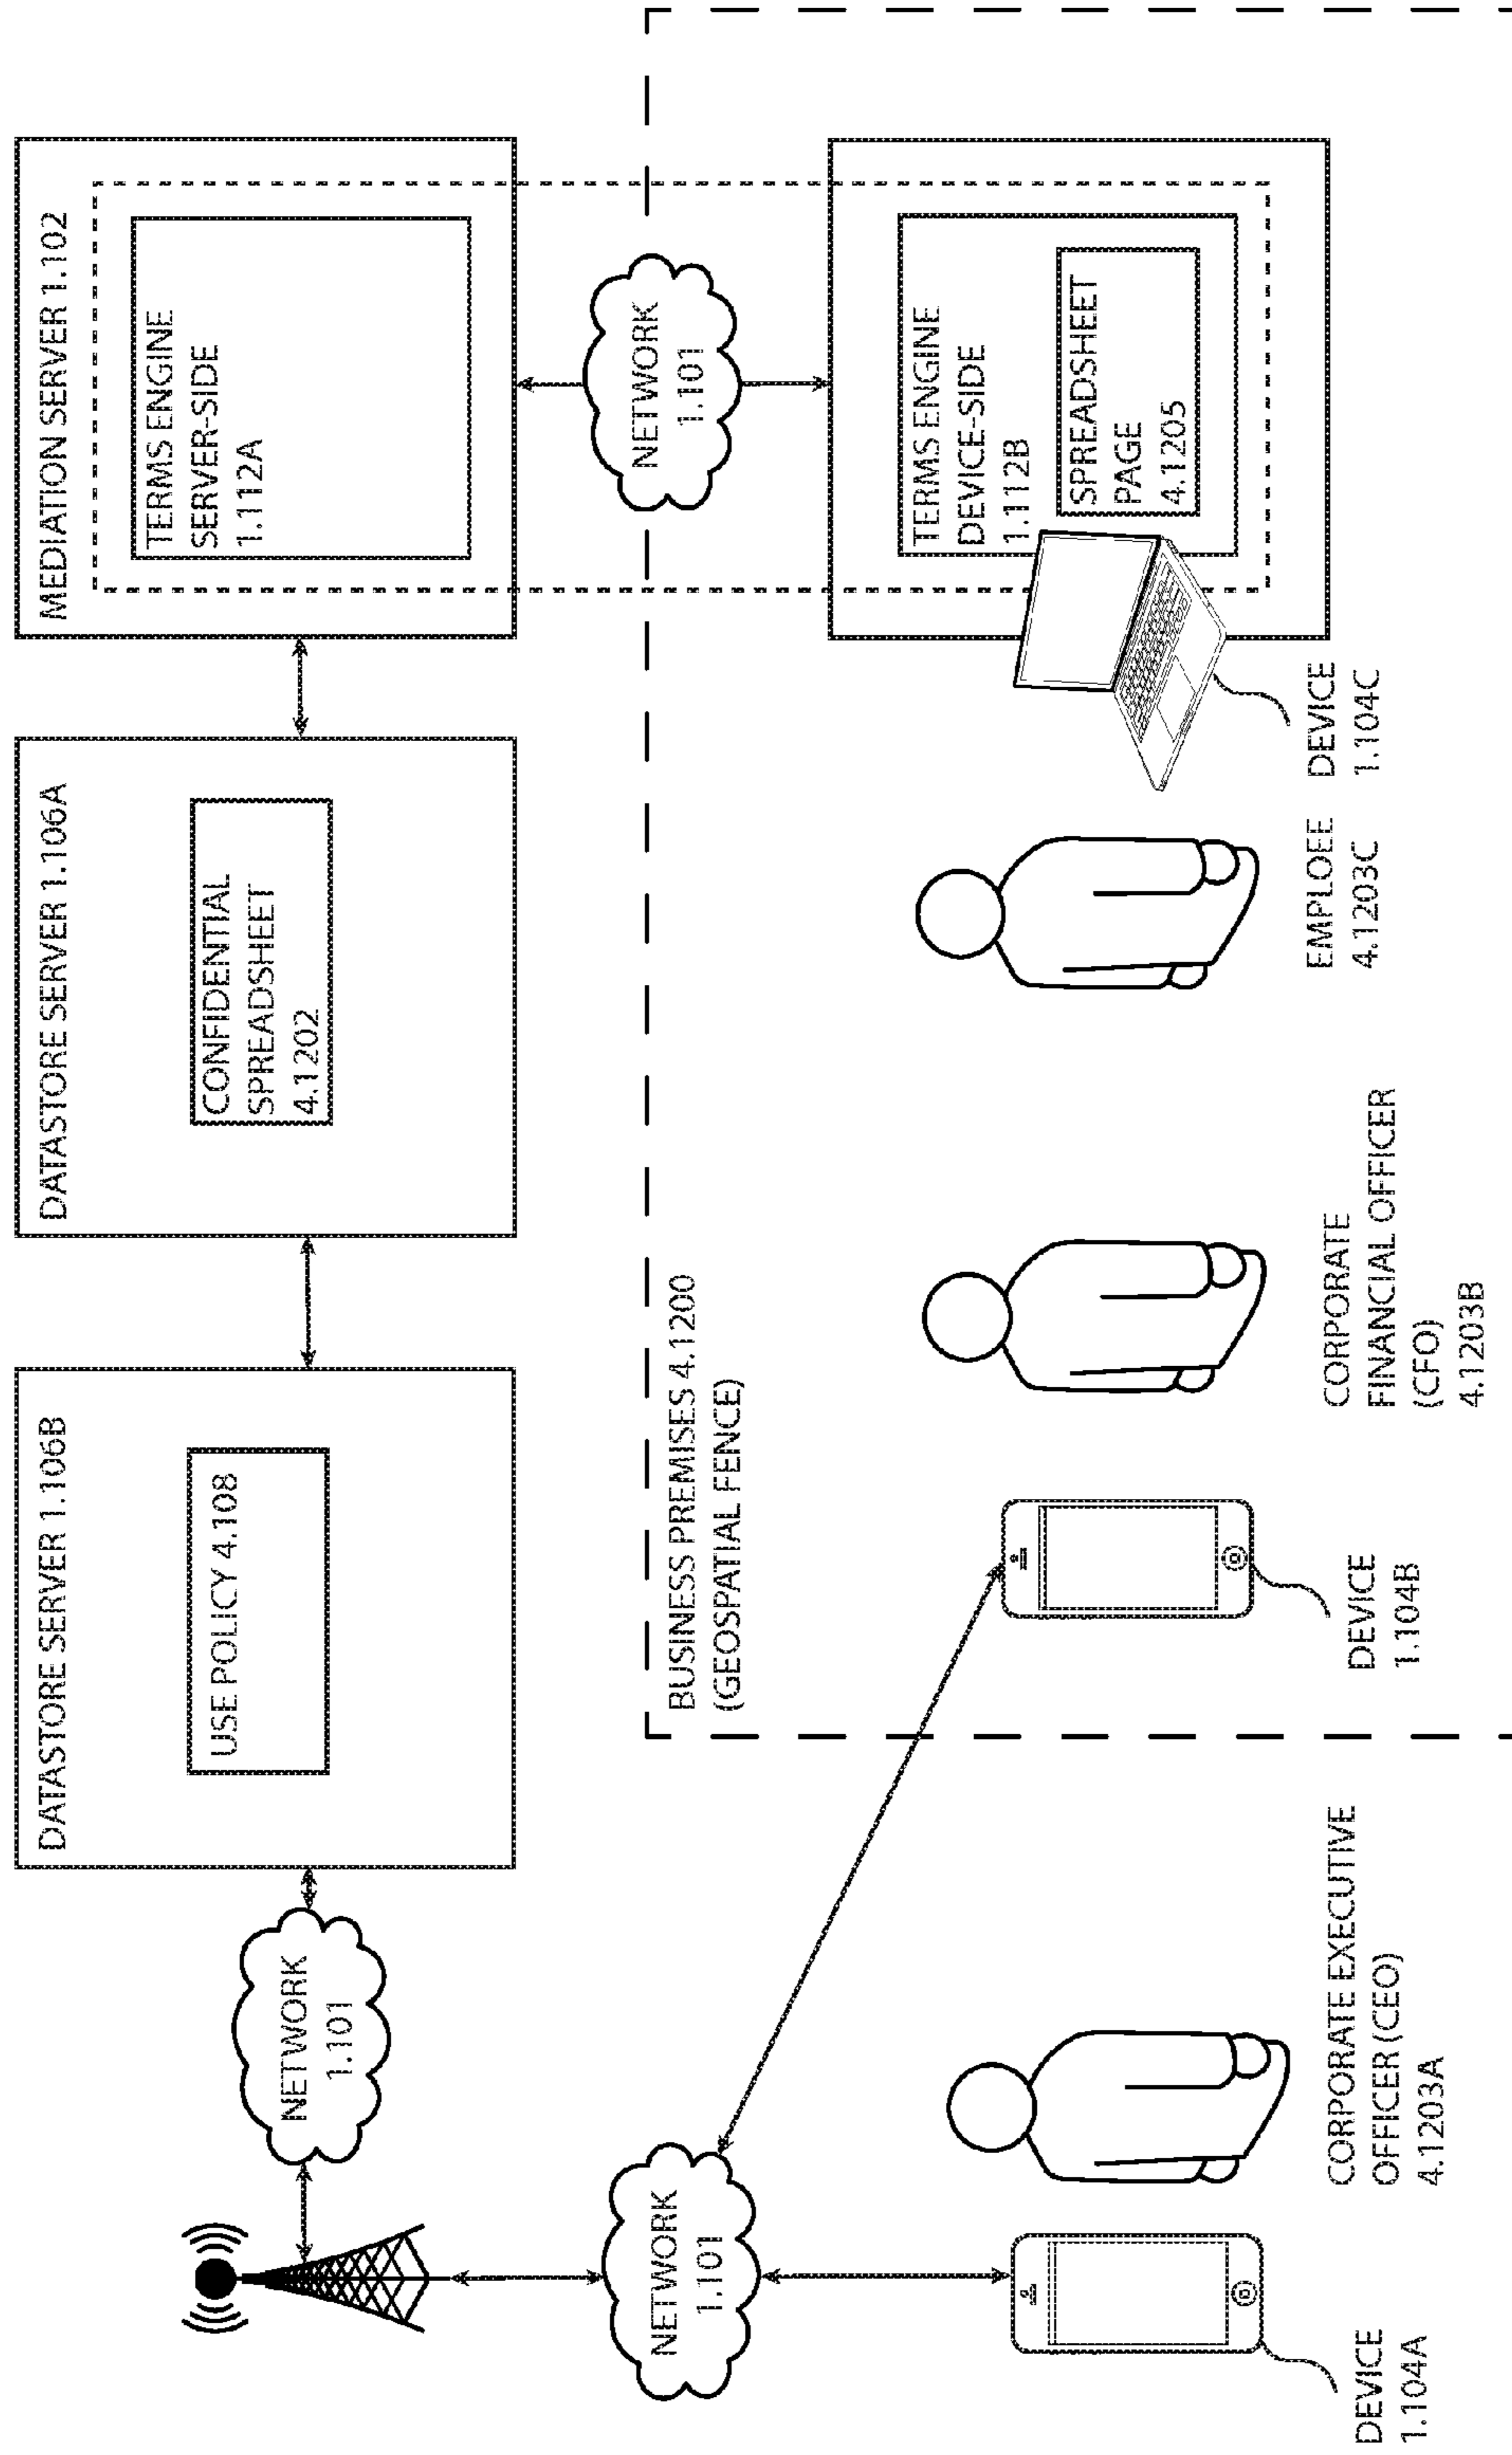 NETWORK
1.101
DATASTORE SERVER 1.106B
USE POLICY 4.108
DATASTORE SERVER 1.106A
CONFIDENTIAL
SPREADSHEET
4.1202
MEDIATION SERVER 1.102
TERMS ENGINE
SERVER-SIDE
1.112A
NETWORK
1.101
NETWORK
1.101
BUSINESS PREMISES 4.1200
(GEOSPATIAL FENCE)
TERMS ENGINE
DEVICE-SIDE
1.112B
SPREADSHEET
PAGE
4.1205
DEVICE
1.104A
CORPORATE EXECUTIVE
OFFICER (CEO)
4.1203A
DEVICE
1.104B
CORPORATE
FINANCIAL OFFICER
(CFO)
4.1203B
EMPLOEE
4.1203C
DEVICE
1.104C